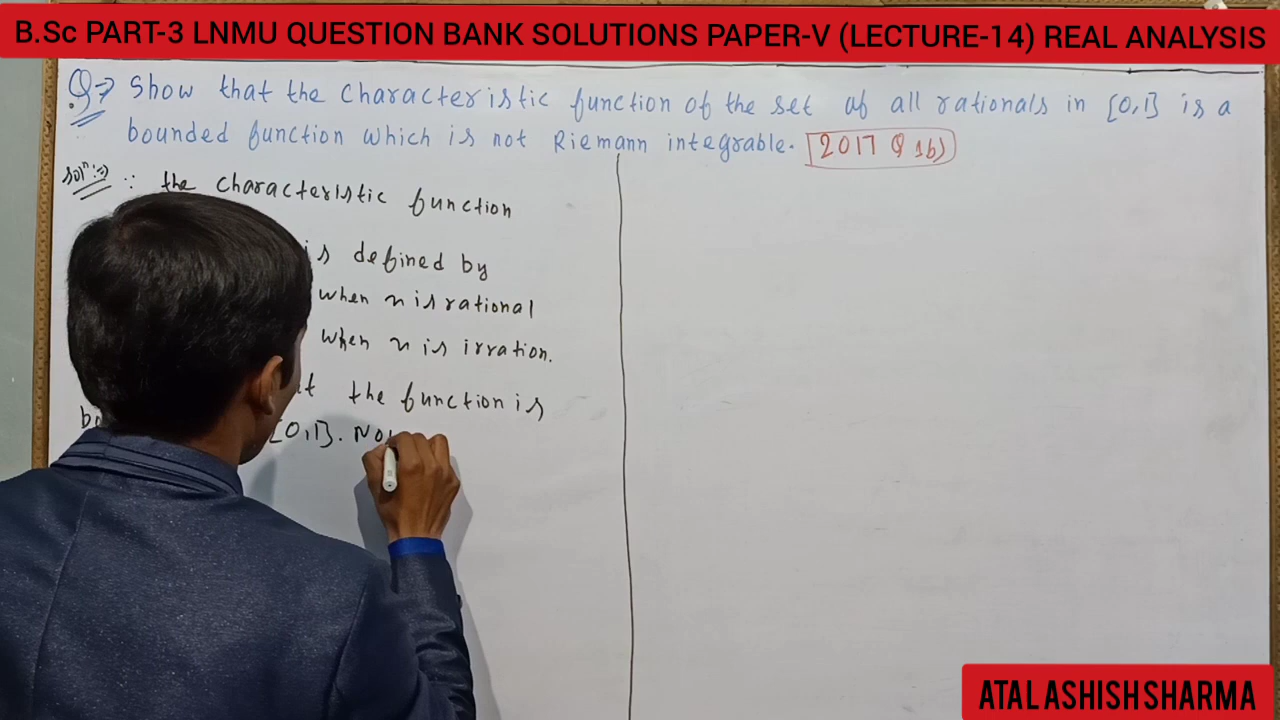 B.Sc PART-3 LNMU QUESTION BANK SOLUTIONS PAPER-V (LECTURE-14) REAL ANALYSIS
Q⇒ Show that the characteristic function of the set of all rationals in [0,1] is a
bounded function which is not Riemann integrable. [2017 Q 1b)]
Solⁿ:⇒ ∵ the characteristic function
is defined by
when x is rational
when x is irration.
the function is
[0,1]. Now
ATAL ASHISH SHARMA